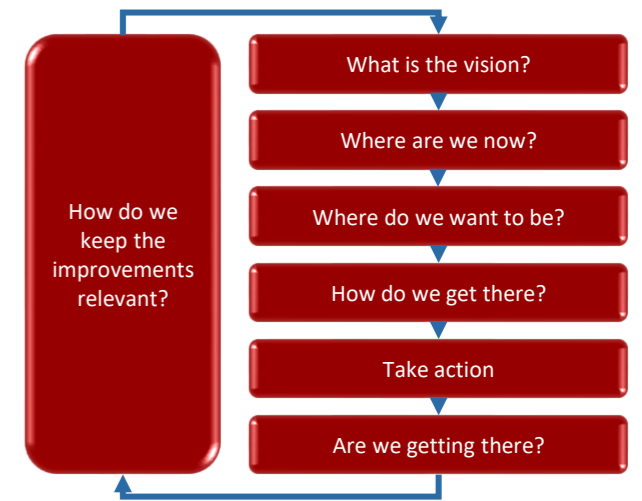 How do we
keep the
improvements
relevant?
What is the vision?
Where are we now?
Where do we want to be?
How do we get there?
Take action
Are we getting there?